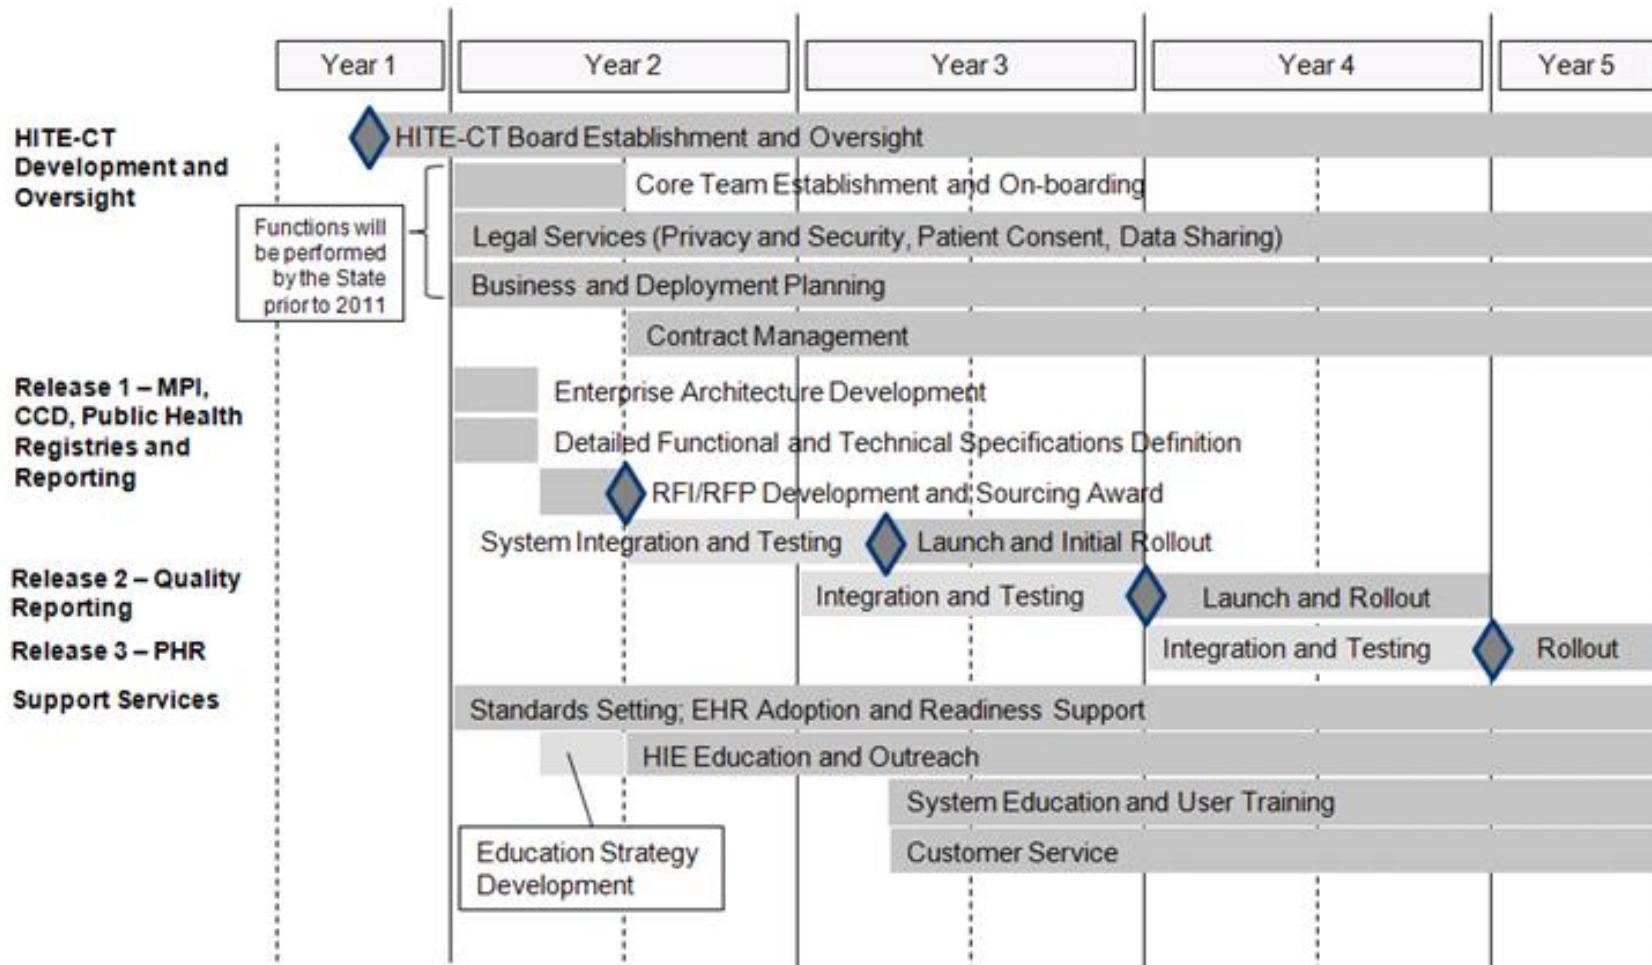 Year 1
Year 2
Year 3
Year 4
Year 5
HITE-CT
Development and
Oversight
HITE-CT Board Establishment and Oversight
Core Team Establishment and On-boarding
Functions will
be performed
by the State
prior to 2011
Legal Services (Privacy and Security, Patient Consent, Data Sharing)
Business and Deployment Planning
Contract Management
Release 1 – MPI,
CCD, Public Health
Registries and
Reporting
Enterprise Architecture Development
Detailed Functional and Technical Specifications Definition
RFI/RFP Development and Sourcing Award
System Integration and Testing
Launch and Initial Rollout
Release 2 – Quality
Reporting
Integration and Testing
Launch and Rollout
Release 3 – PHR
Integration and Testing
Rollout
Support Services
Standards Setting; EHR Adoption and Readiness Support
HIE Education and Outreach
System Education and User Training
Education Strategy
Development
Customer Service